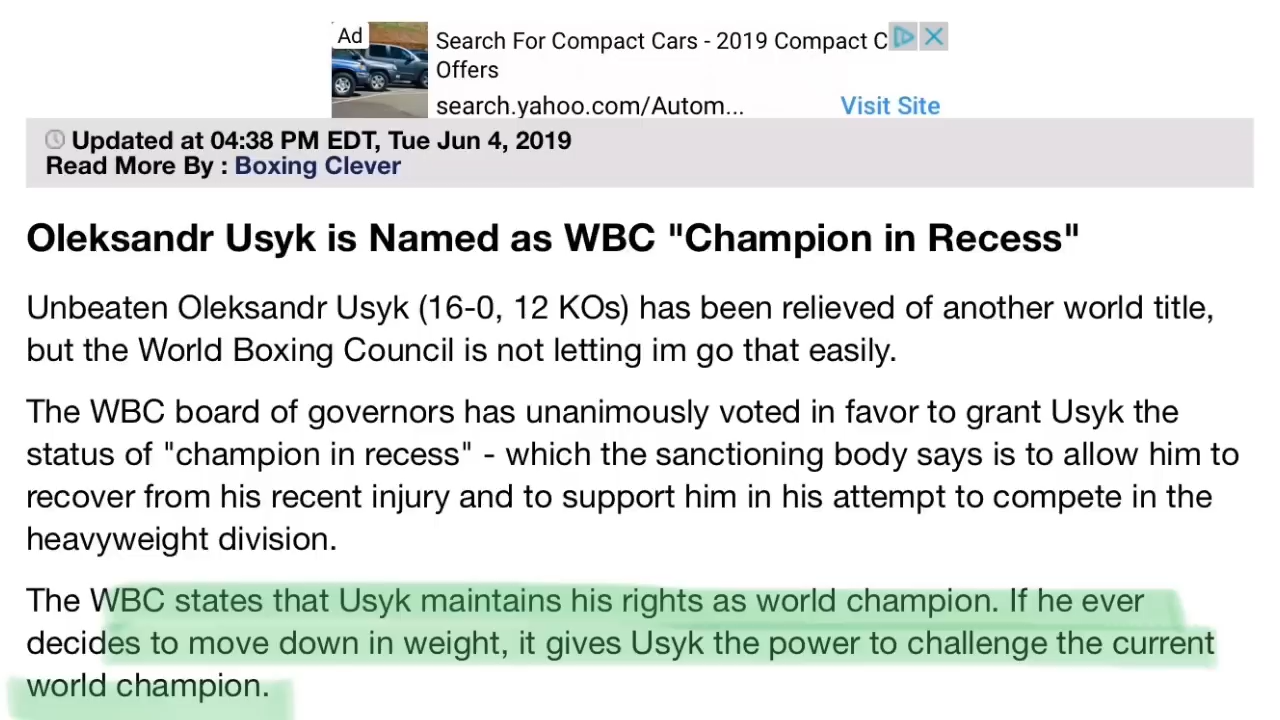 Ad
Search For Compact Cars - 2019 Compact C
Offers
search.yahoo.com/Autom...
Visit Site
Updated at 04:38 PM EDT, Tue Jun 4, 2019
Read More By : Boxing Clever
Oleksandr Usyk is Named as WBC "Champion in Recess"
Unbeaten Oleksandr Usyk (16-0, 12 KOs) has been relieved of another world title,
but the World Boxing Council is not letting im go that easily.
The WBC board of governors has unanimously voted in favor to grant Usyk the
status of "champion in recess" - which the sanctioning body says is to allow him to
recover from his recent injury and to support him in his attempt to compete in the
heavyweight division.
The WBC states that Usyk maintains his rights as world champion. If he ever
decides to move down in weight, it gives Usyk the power to challenge the current
world champion.